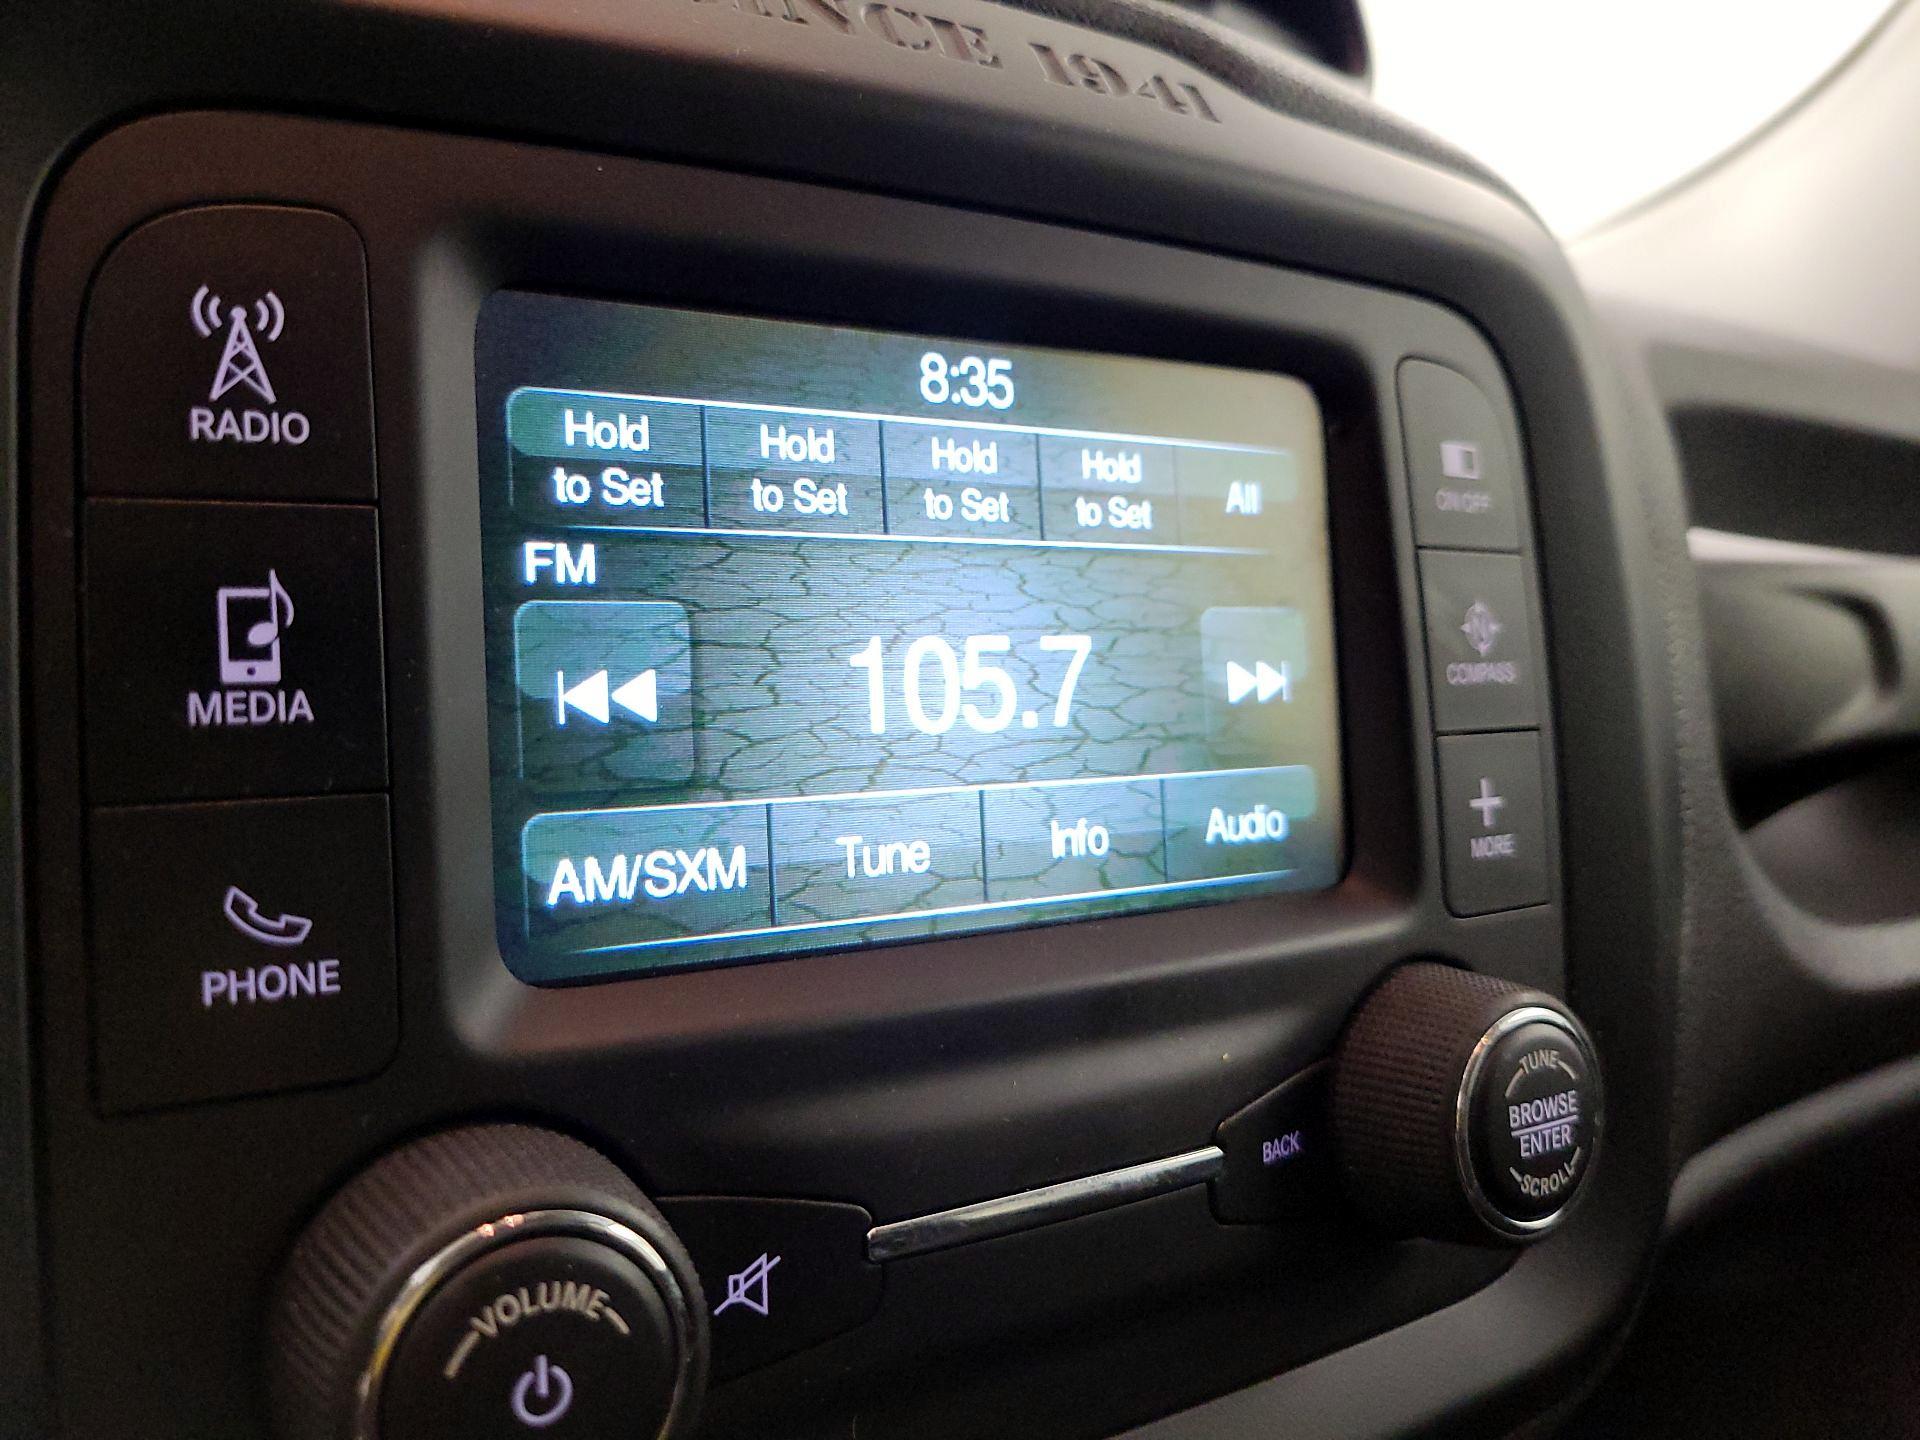 SINCE 1941
RADIO
MEDIA
PHONE
8:35
Hold to Set
Hold to Set
Hold to Set
Hold to Set
All
FM
105.7
AM/SXM
Tune
Info
Audio
ON/OFF
N
COMPASS
MORE
VOLUME
BACK
TUNE
BROWSE
ENTER
SCROLL